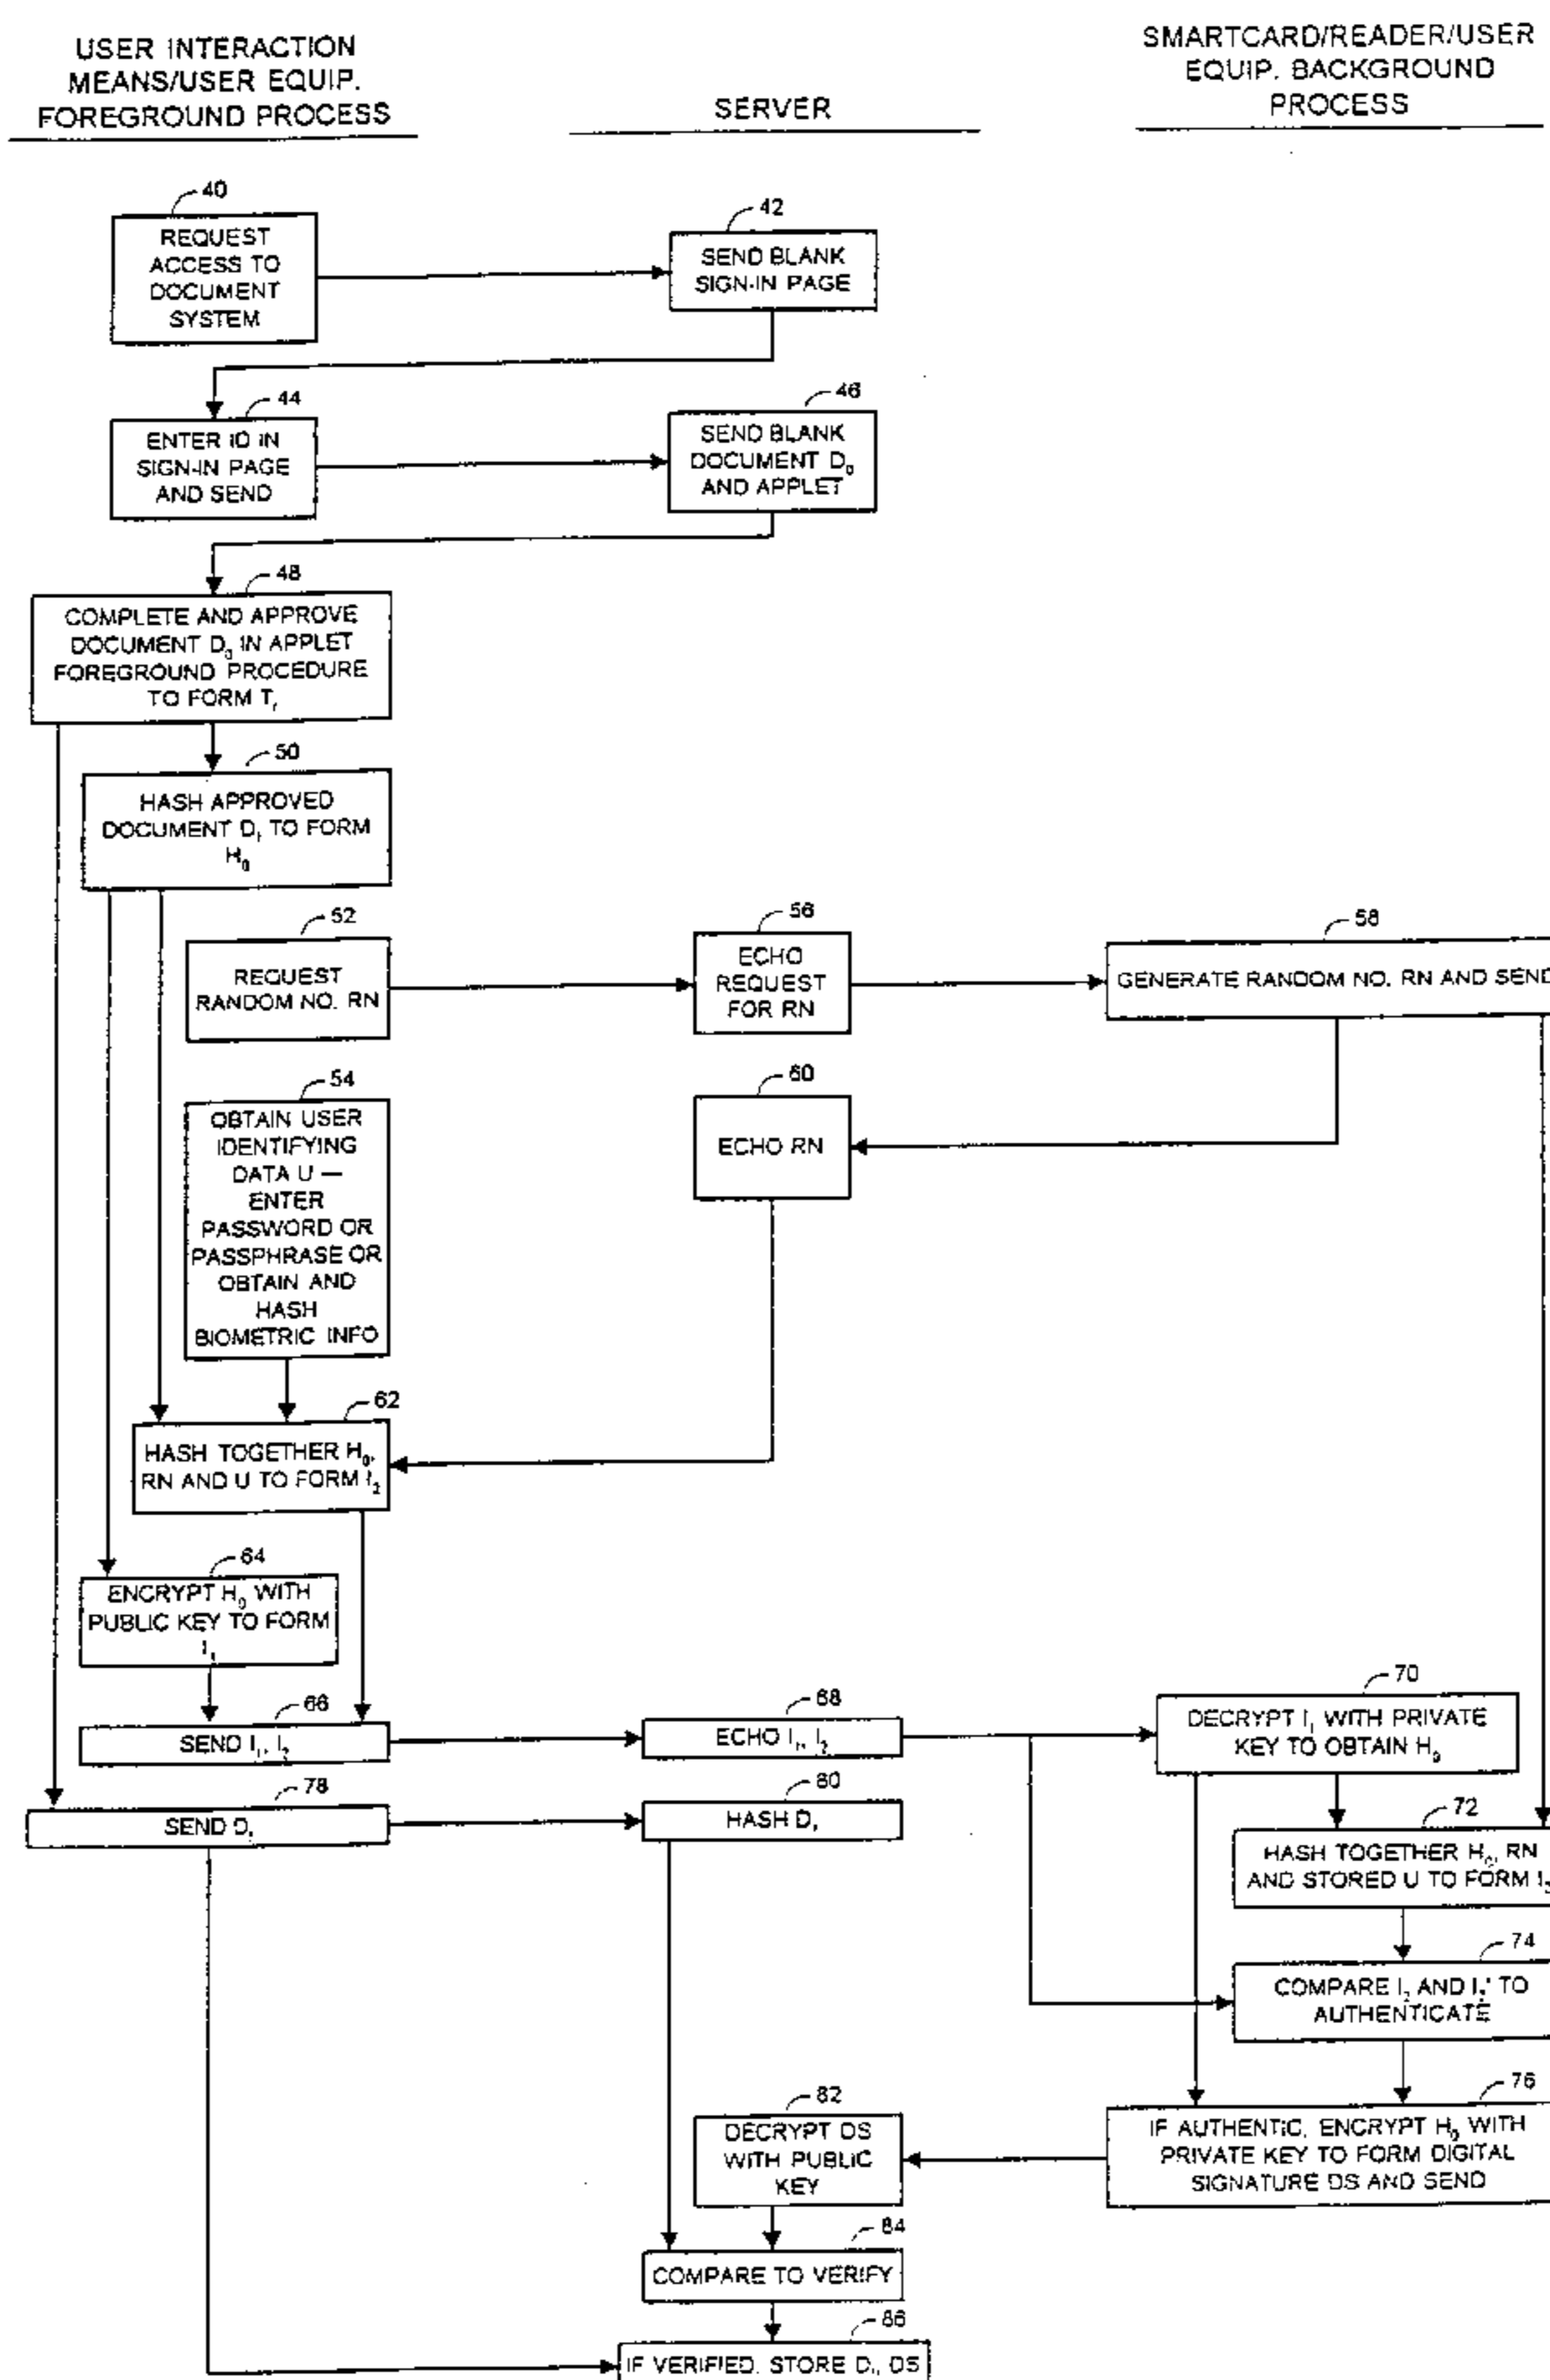 USER INTERACTION
MEANS/USER EQUIP.
FOREGROUND PROCESS
SERVER
SMARTCARD/READER/USER
EQUIP. BACKGROUND
PROCESS
40
REQUEST
ACCESS TO
DOCUMENT
SYSTEM
42
SEND BLANK
SIGN-IN PAGE
44
ENTER ID IN
SIGN-IN PAGE
AND SEND
46
SEND BLANK
DOCUMENT D₀
AND APPLET
48
COMPLETE AND APPROVE
DOCUMENT D₀ IN APPLET
FOREGROUND PROCEDURE
TO FORM
50
HASH APPROVED
DOCUMENT D₁ TO FORM
H₀
52
REQUEST
RANDOM NO. RN
56
ECHO
REQUEST
FOR RN
58
GENERATE RANDOM NO. RN AND SEND
54
OBTAIN USER
IDENTIFYING
DATA U —
ENTER
PASSWORD OR
PASSPHRASE OR
OBTAIN AND
HASH
BIOMETRIC INFO
60
ECHO RN
62
HASH TOGETHER H₀,
RN AND U TO FORM I₂
64
ENCRYPT H₀ WITH
PUBLIC KEY TO FORM
I₁
66
SEND I₁, I₂
68
ECHO I₁, I₂
70
DECRYPT I₁ WITH PRIVATE
KEY TO OBTAIN H₀
78
SEND D₁
80
HASH D₁
72
HASH TOGETHER H₀, RN
AND STORED U TO FORM
74
COMPARE I₂ AND I₂' TO
AUTHENTICATE
76
IF AUTHENTIC, ENCRYPT H₀ WITH
PRIVATE KEY TO FORM DIGITAL
SIGNATURE DS AND SEND
82
DECRYPT DS
WITH PUBLIC
KEY
84
COMPARE TO VERIFY
86
IF VERIFIED, STORE D₁, DS